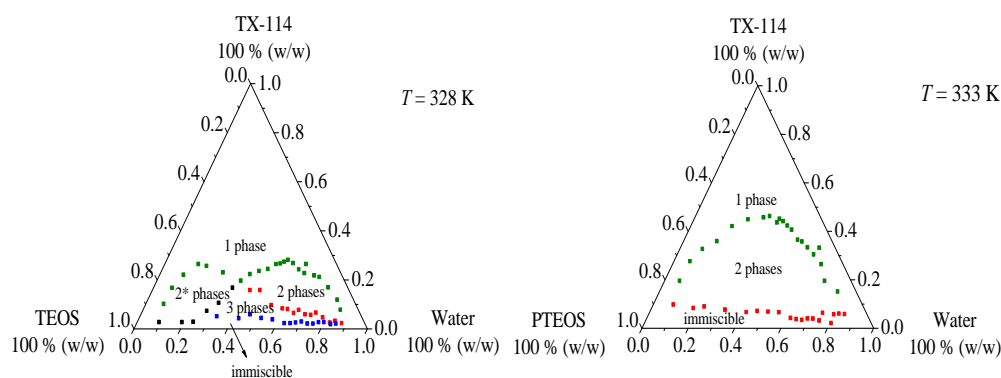 TX-114
100 % (w/w)
0.0
1.0
T = 328 K
0.2
0.8
0.4
0.6
0.6
0.4
1 phase
0.8
0.2
2* phases
2 phases
3 phases
TEOS
100 % (w/w)
1.0
0.0
Water
100 % (w/w)
0.0
0.2
0.4
0.6
0.8
1.0
immiscible
TX-114
100 % (w/w)
0.0
1.0
T = 333 K
0.2
0.8
0.4
0.6
1 phase
0.6
0.4
2 phases
0.8
0.2
immiscible
PTEOS
100 % (w/w)
1.0
0.0
Water
100 % (w/w)
0.0
0.2
0.4
0.6
0.8
1.0